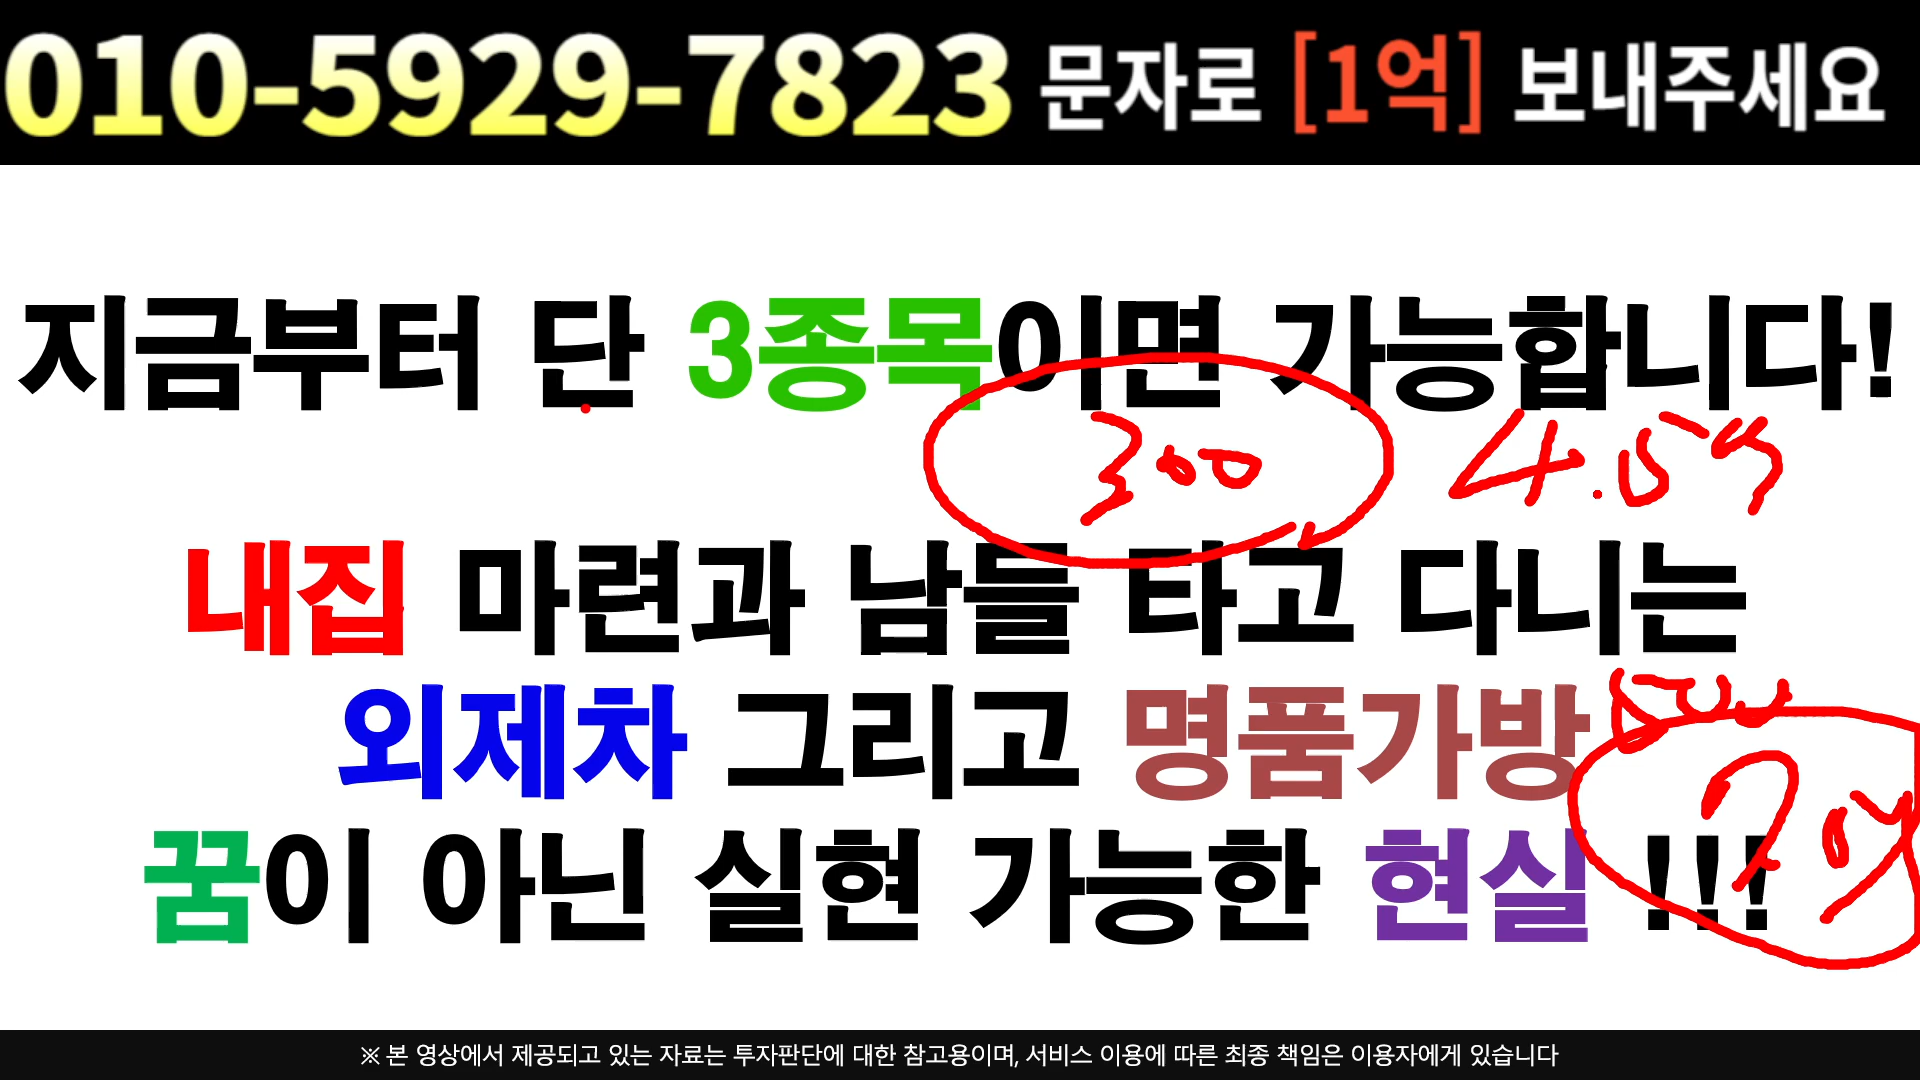 010-5929-7823 문자로 [1억] 보내주세요
지금부터 단 3종목이면 가능합니다!
300
내집 마련과 남들 타고 다니는
외제차 그리고 명품가방
꿈이 아닌 실현 가능한 현실 !!!
※ 본 영상에서 제공되고 있는 자료는 투자판단에 대한 참고용이며, 서비스 이용에 따른 최종 책임은 이용자에게 있습니다